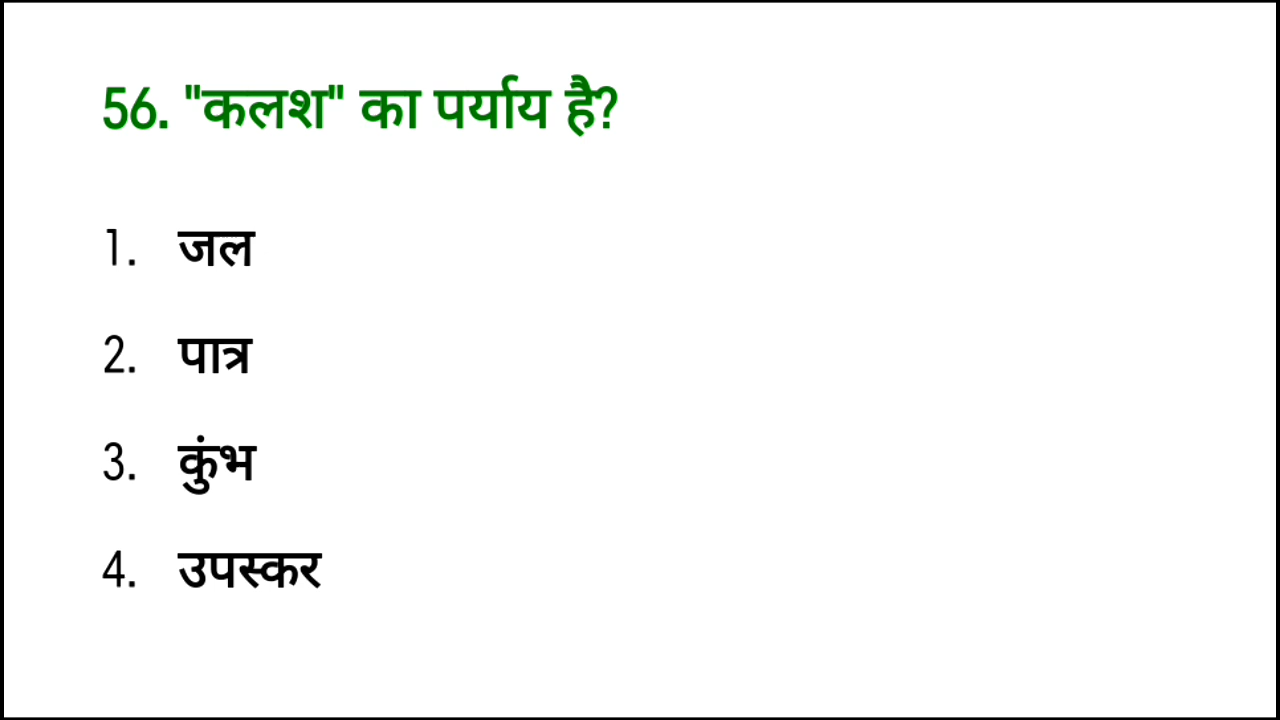 56. "कलश" का पर्याय है?
1. जल
2. पात्र
3. कुंभ
4. उपस्कर